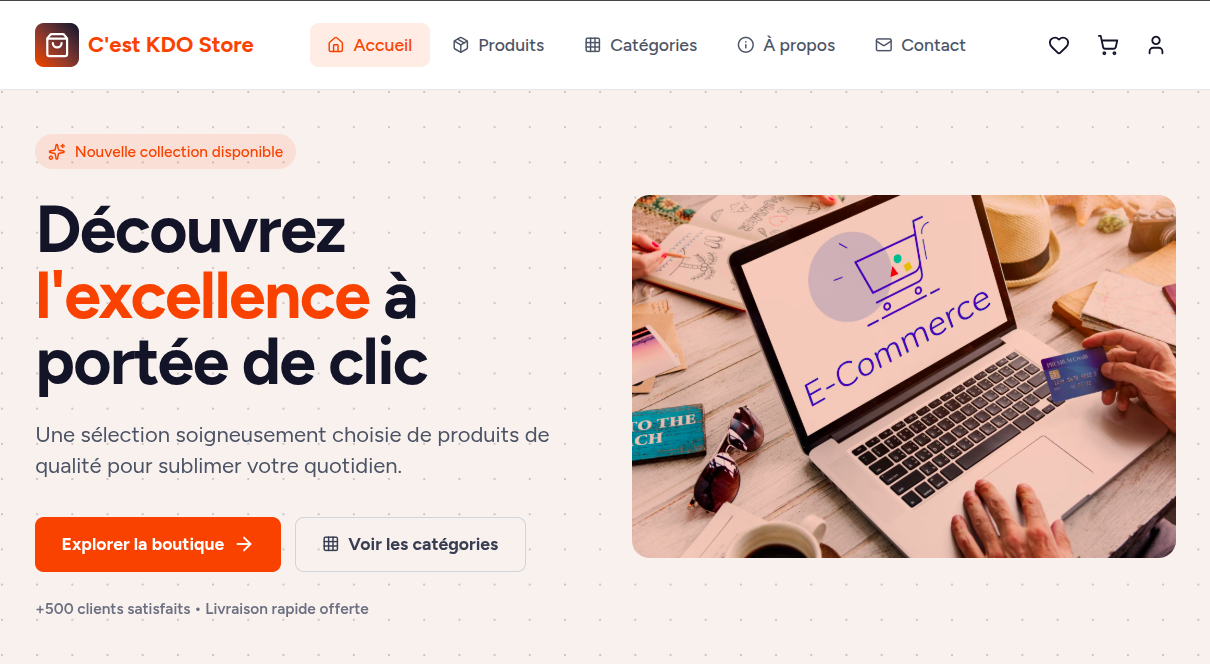 C'est KDO Store
Accueil
Produits
Catégories
À propos
Contact
Nouvelle collection disponible
Découvrez
l'excellence à
portée de clic
Une sélection soigneusement choisie de produits de
qualité pour sublimer votre quotidien.
Explorer la boutique
Voir les catégories
+500 clients satisfaits • Livraison rapide offerte
E-Commerce
TO THE
CH